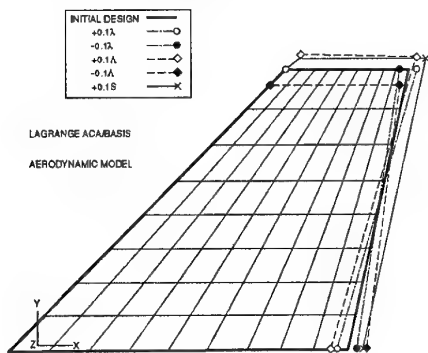 INITIAL DESIGN
+0.1λ
-0.1λ
+0.1Λ
-0.1Λ
+0.1S
LAGRANGE ACA/BASIS
AERODYNAMIC MODEL
Y
Z X